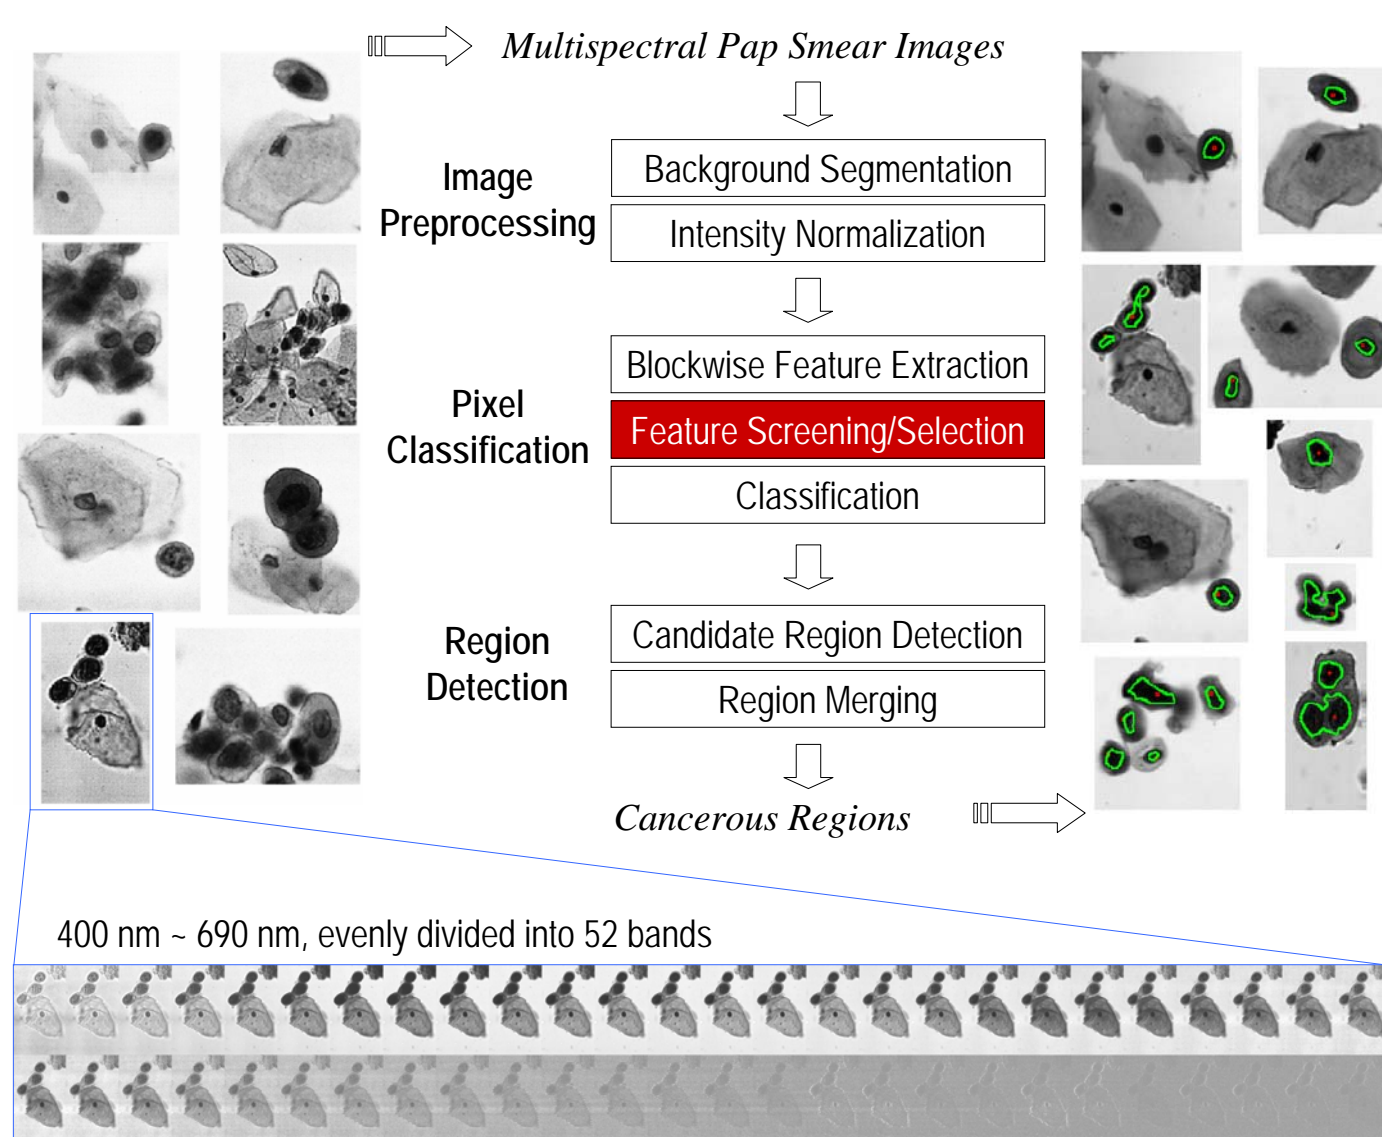 Multispectral Pap Smear Images
Image
Preprocessing
Background Segmentation
Intensity Normalization
Pixel
Classification
Blockwise Feature Extraction
Feature Screening/Selection
Classification
Region
Detection
Candidate Region Detection
Region Merging
Cancerous Regions
400 nm ~ 690 nm, evenly divided into 52 bands